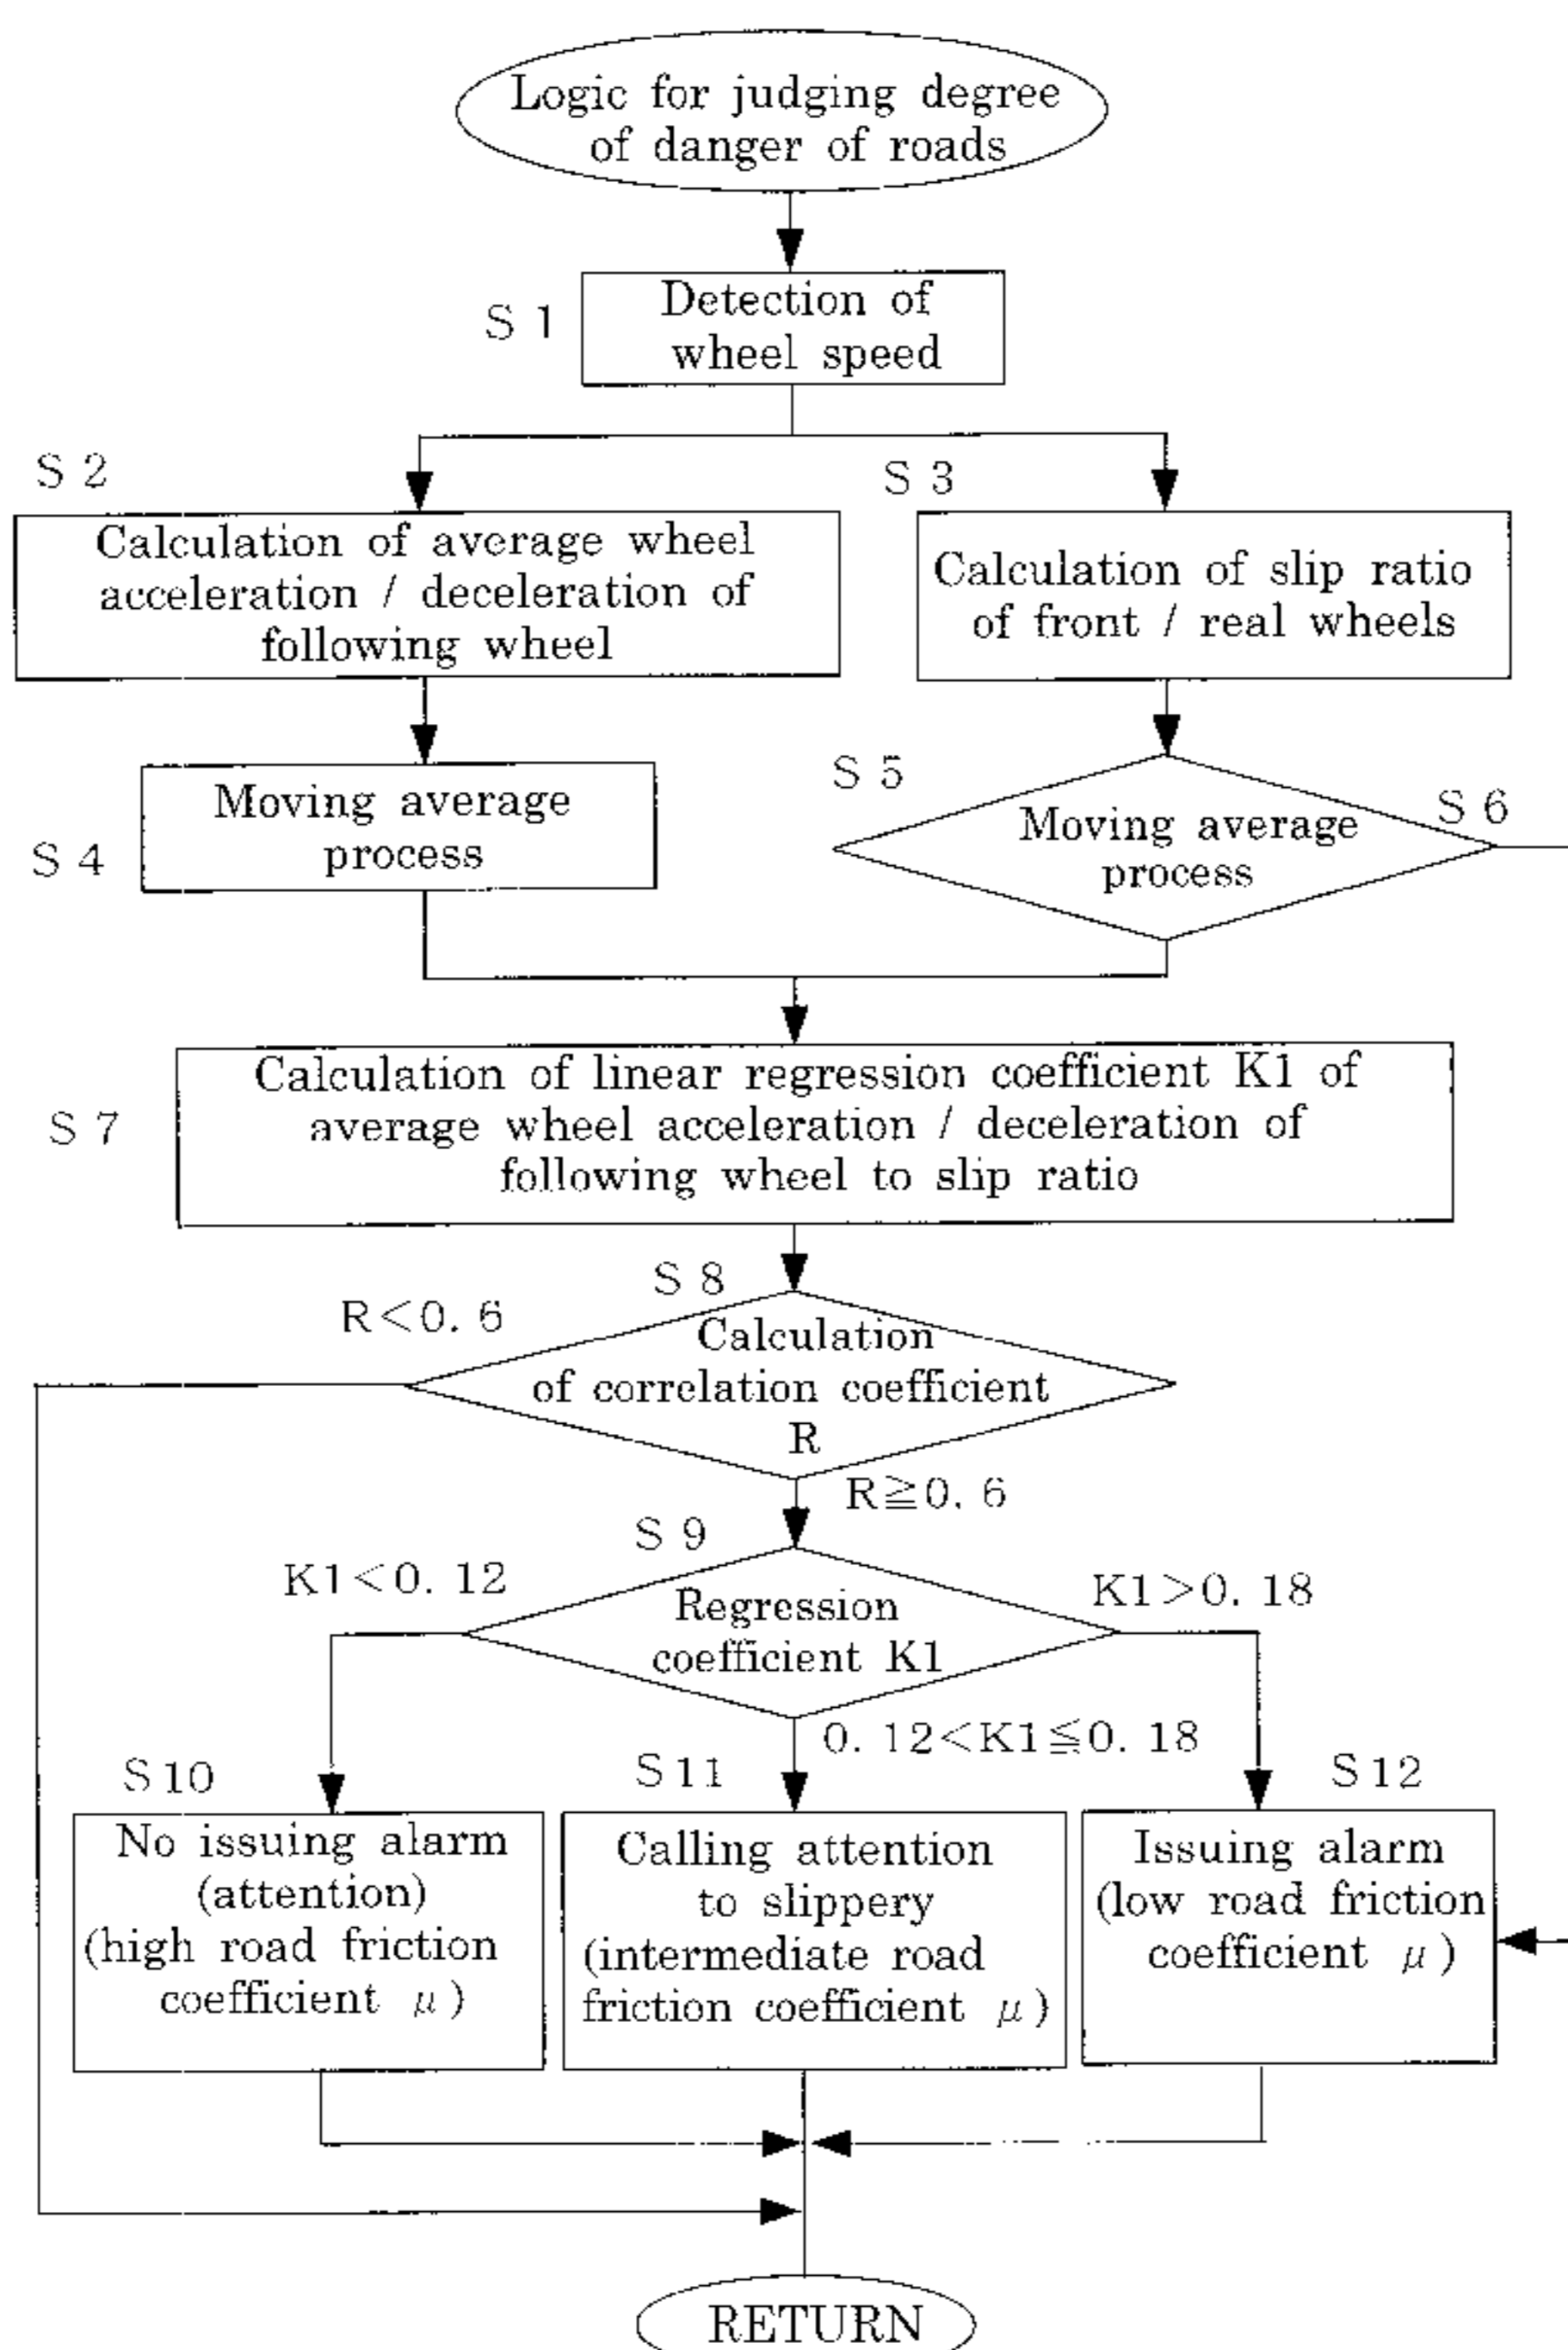 Logic for judging degree
of danger of roads
S 1
Detection of
wheel speed
S 2
Calculation of average wheel
acceleration / deceleration of
following wheel
S 3
Calculation of slip ratio
of front / real wheels
S 4
Moving average
process
S 5
Moving average
process
S 6
S 7
Calculation of linear regression coefficient K1 of
average wheel acceleration / deceleration of
following wheel to slip ratio
S 8
R<0. 6
Calculation
of correlation coefficient
R
R≧0. 6
S 9
K1<0. 12
Regression
coefficient K1
K1>0. 18
0. 12<K1≦0. 18
S10
No issuing alarm
(attention)
(high road friction
coefficient μ )
S11
Calling attention
to slippery
(intermediate road
friction coefficient μ )
S12
Issuing alarm
(low road friction
coefficient μ )
RETURN